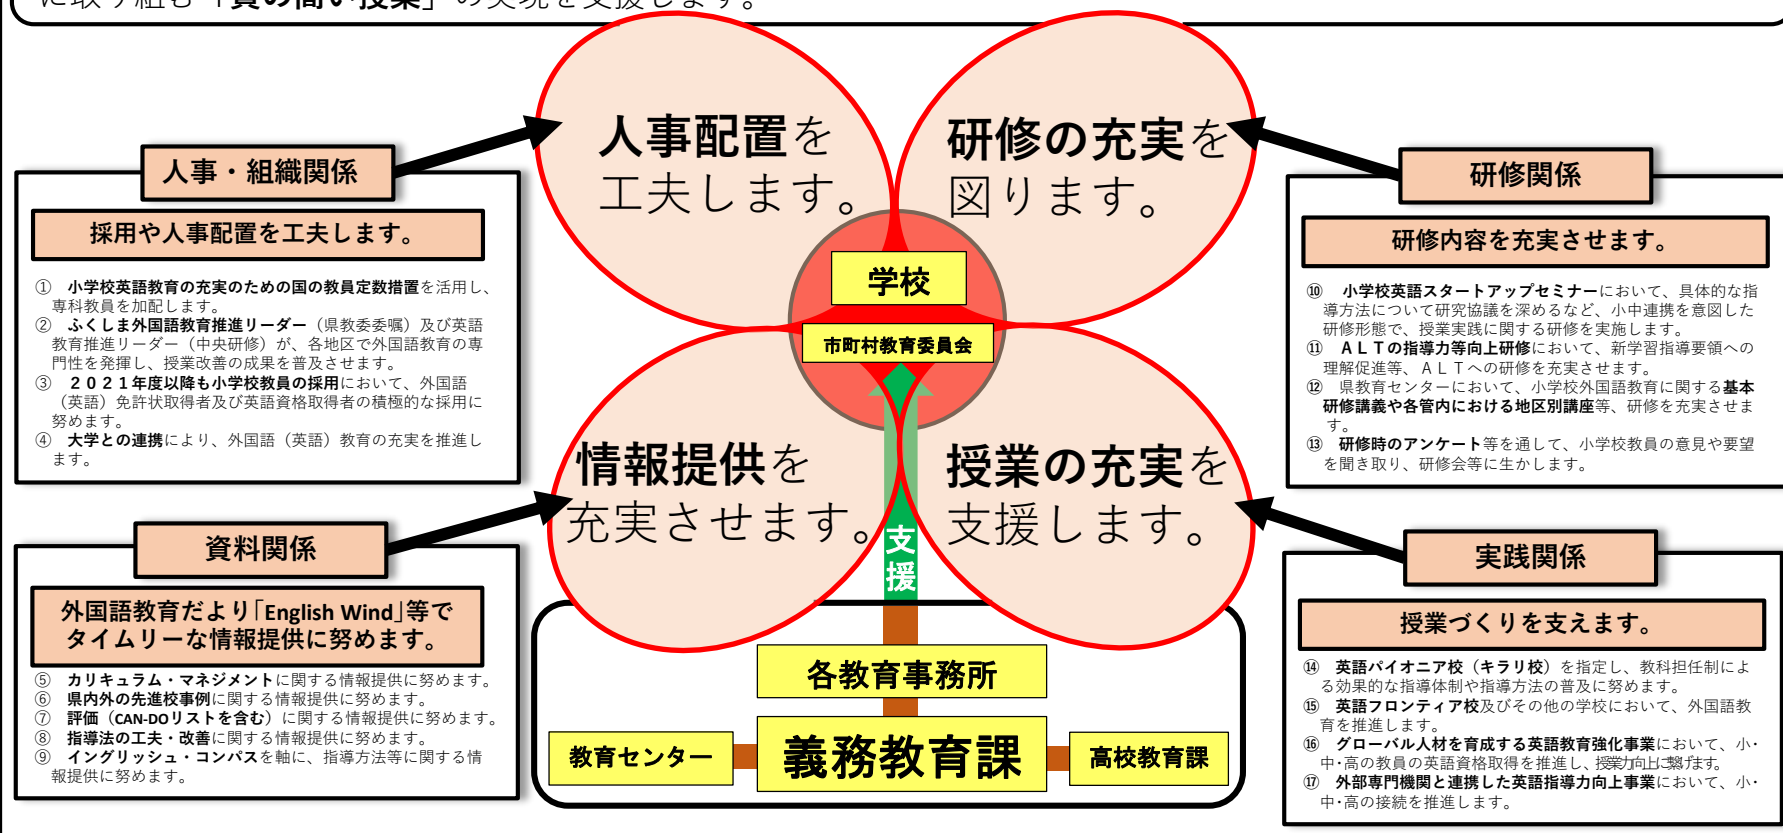 に取り組む「質の高い授業」の実現を支援します。
人事配置を
工夫します。
研修の充実を
図ります。
人事・組織関係
採用や人事配置を工夫します。
① 小学校英語教育の充実のための国の教員定数措置を活用し、
専科教員を加配します。
② ふくしま外国語教育推進リーダー（県教委委嘱）及び英語
教育推進リーダー（中央研修）が、各地区で外国語教育の専
門性を発揮し、授業改善の成果を普及させます。
③ ２０２１年度以降も小学校教員の採用において、外国語
（英語）免許状取得者及び英語資格取得者の積極的な採用に
努めます。
④ 大学との連携により、外国語（英語）教育の充実を推進し
ます。
研修関係
研修内容を充実させます。
⑩ 小学校英語スタートアップセミナーにおいて、具体的な指
導方法について研究協議を深めるなど、小中連携を意図した
研修形態で、授業実践に関する研修を実施します。
⑪ ＡＬＴの指導力等向上研修において、新学習指導要領への
理解促進等、ＡＬＴへの研修を充実させます。
⑫ 県教育センターにおいて、小学校外国語教育に関する基本
研修講義や各管内における地区別講座等、研修を充実させま
す。
⑬ 研修時のアンケート等を通して、小学校教員の意見や要望
を聞き取り、研修会等に生かします。
学校
市町村教育委員会
情報提供を
充実させます。
授業の充実を
支援します。
支
援
資料関係
外国語教育だより「English Wind」等で
タイムリーな情報提供に努めます。
⑤ カリキュラム・マネジメントに関する情報提供に努めます。
⑥ 県内外の先進校事例に関する情報提供に努めます。
⑦ 評価（CAN-DOリストを含む）に関する情報提供に努めます。
⑧ 指導法の工夫・改善に関する情報提供に努めます。
⑨ イングリッシュ・コンパスを軸に、指導方法等に関する情
報提供に努めます。
実践関係
授業づくりを支えます。
⑭ 英語パイオニア校（キラリ校）を指定し、教科担任制によ
る効果的な指導体制や指導方法の普及に努めます。
⑮ 英語フロンティア校及びその他の学校において、外国語教
育を推進します。
⑯ グローバル人材を育成する英語教育強化事業において、小・
中・高の教員の英語資格取得を推進し、授業力向上に繋げます。
⑰ 外部専門機関と連携した英語指導力向上事業において、小・
中・高の接続を推進します。
各教育事務所
教育センター
義務教育課
高校教育課